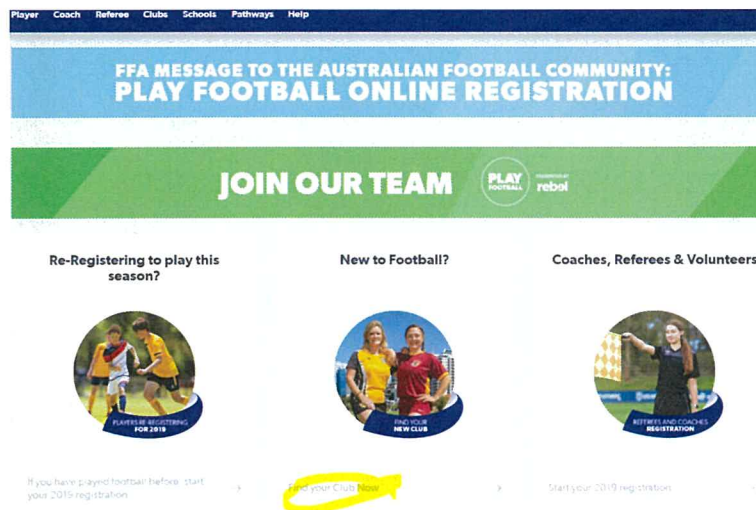 Player Coach Referee Clubs Schools Pathways Help
FFA MESSAGE TO THE AUSTRALIAN FOOTBALL COMMUNITY:
PLAY FOOTBALL ONLINE REGISTRATION
JOIN OUR TEAM
PLAY
FOOTBALL
rebel
Re-Registering to play this
season?
New to Football?
Coaches, Referees & Volunteers
PLAYERS RE-REGISTERING
FOR 2019
FIND YOUR
NEW CLUB
REFEREES AND COACHES
REGISTRATION
If you have played football before, start
your 2019 registration
Find your Club Now
Start your 2019 registration